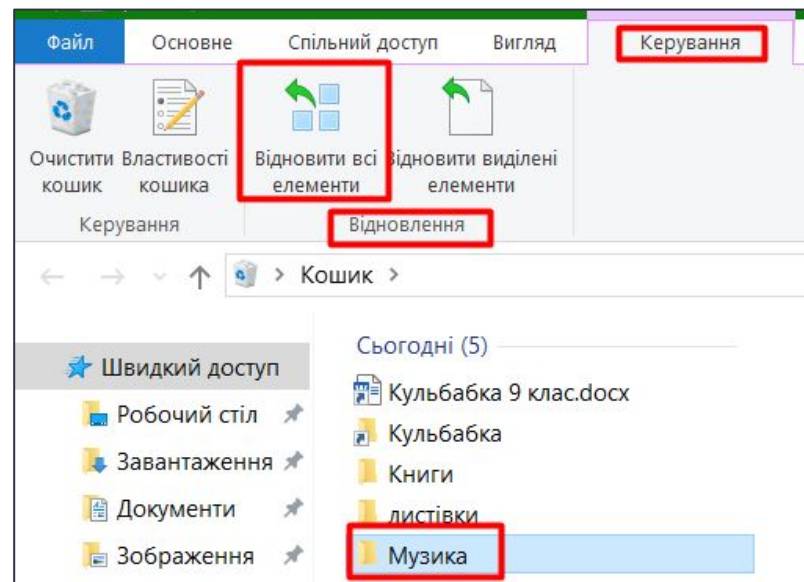 Файл Основне Спільний доступ Вигляд Керування
Очистити кошик
Властивості кошика
Відновити всі елементи
Відновити виділені елементи
Керування Відновлення
Кошик
Швидкий доступ
Робочий стіл
Завантаження
Документи
Зображення
Сьогодні (5)
Кульбабка 9 клас.docx
Кульбабка
Книги
листівки
Музика